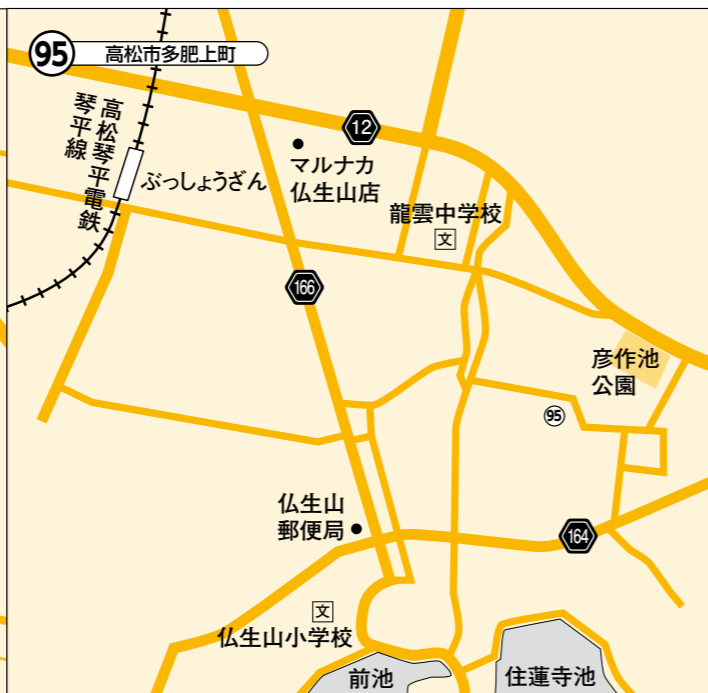 95 高松市多肥上町
高松琴平電鉄
琴平線
ぶっしょうざん
12
マルナカ
仏生山店
龍雲中学校
文
166
彦作池
公園
95
仏生山
郵便局
164
文
仏生山小学校
前池
住蓮寺池